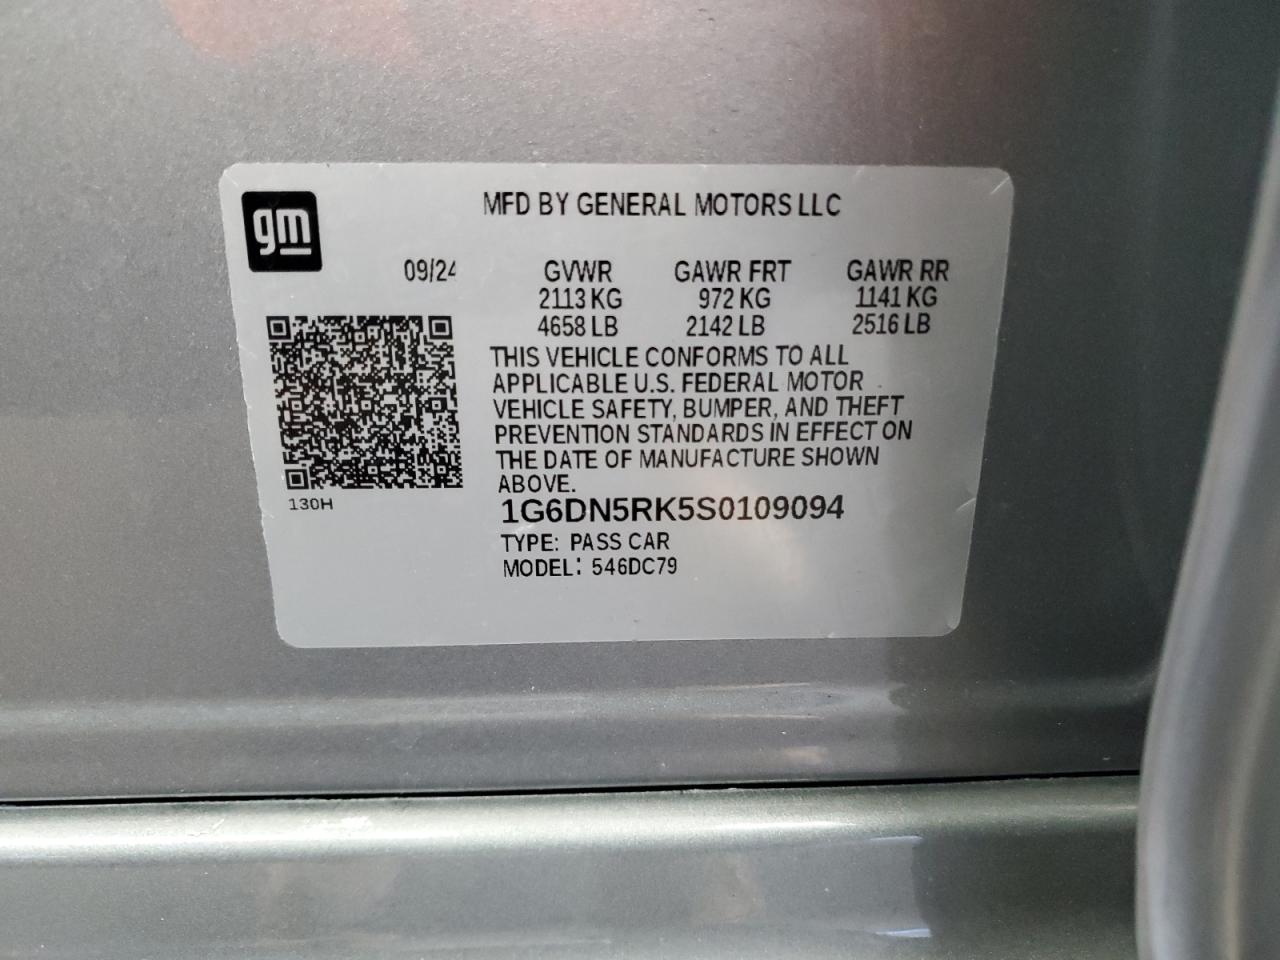 gm
MFD BY GENERAL MOTORS LLC
09/24 GVWR GAWR FRT GAWR RR
2113 KG 972 KG 1141 KG
4658 LB 2142 LB 2516 LB
THIS VEHICLE CONFORMS TO ALL
APPLICABLE U.S. FEDERAL MOTOR
VEHICLE SAFETY, BUMPER, AND THEFT
PREVENTION STANDARDS IN EFFECT ON
THE DATE OF MANUFACTURE SHOWN
ABOVE.
130H
1G6DN5RK5S0109094
TYPE: PASS CAR
MODEL: 546DC79